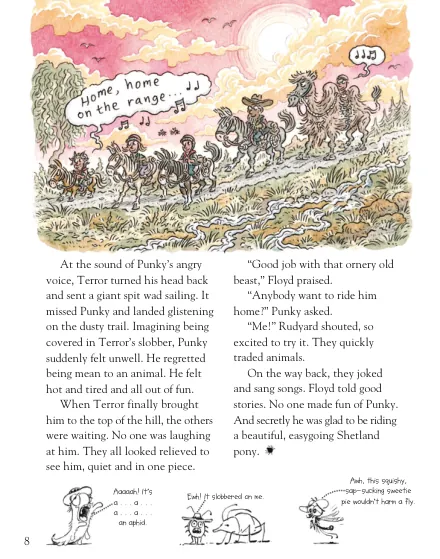 Home, home
on the range...
At the sound of Punky's angry
voice, Terror turned his head back
and sent a giant spit wad sailing. It
missed Punky and landed glistening
on the dusty trail. Imagining being
covered in Terror's slobber, Punky
suddenly felt unwell. He regretted
being mean to an animal. He felt
hot and tired and all out of fun.
When Terror finally brought
him to the top of the hill, the others
were waiting. No one was laughing
at him. They all looked relieved to
see him, quiet and in one piece.
"Good job with that ornery old
beast," Floyd praised.
"Anybody want to ride him
home?" Punky asked.
"Me!" Rudyard shouted, so
excited to try it. They quickly
traded animals.
On the way back, they joked
and sang songs. Floyd told good
stories. No one made fun of Punky.
And secretly he was glad to be riding
a beautiful, easygoing Shetland
pony.
Aaaaah! It's
a . . . a . . .
a . . . a . . .
an aphid.
Ewh! It slobbered on me.
Awh, this squishy,
sap-sucking sweetie
pie wouldn't harm a fly.
8